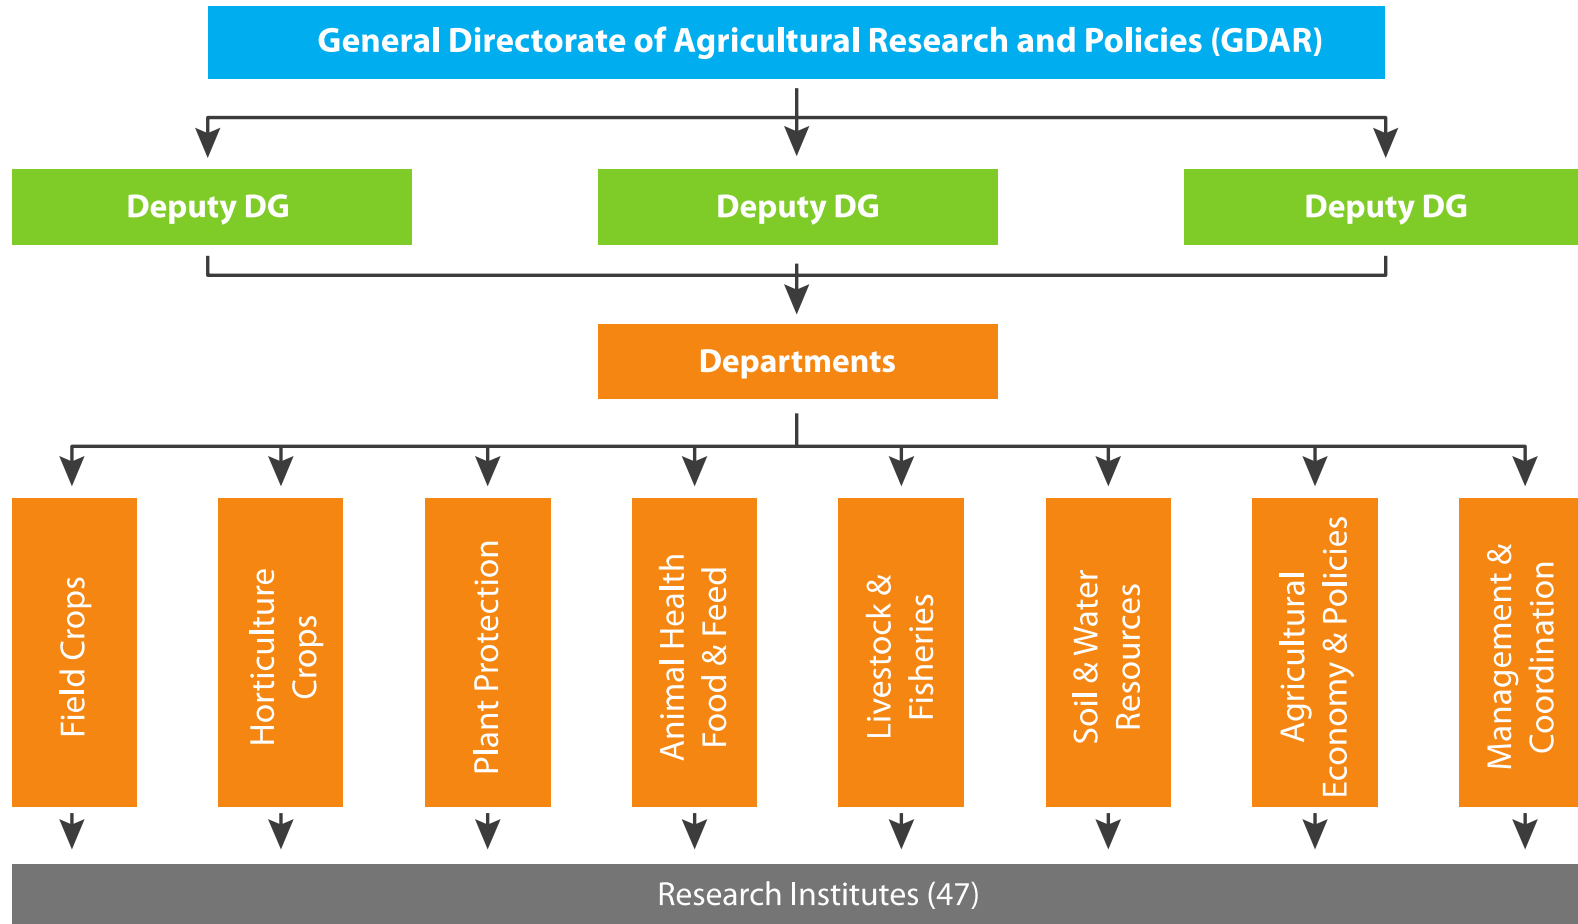 General Directorate of Agricultural Research and Policies (GDAR)
Deputy DG
Deputy DG
Deputy DG
Departments
Field Crops
Horticulture
Crops
Plant Protection
Animal Health
Food & Feed
Livestock &
Fisheries
Soil & Water
Resources
Agricultural
Economy & Policies
Management &
Coordination
Research Institutes (47)